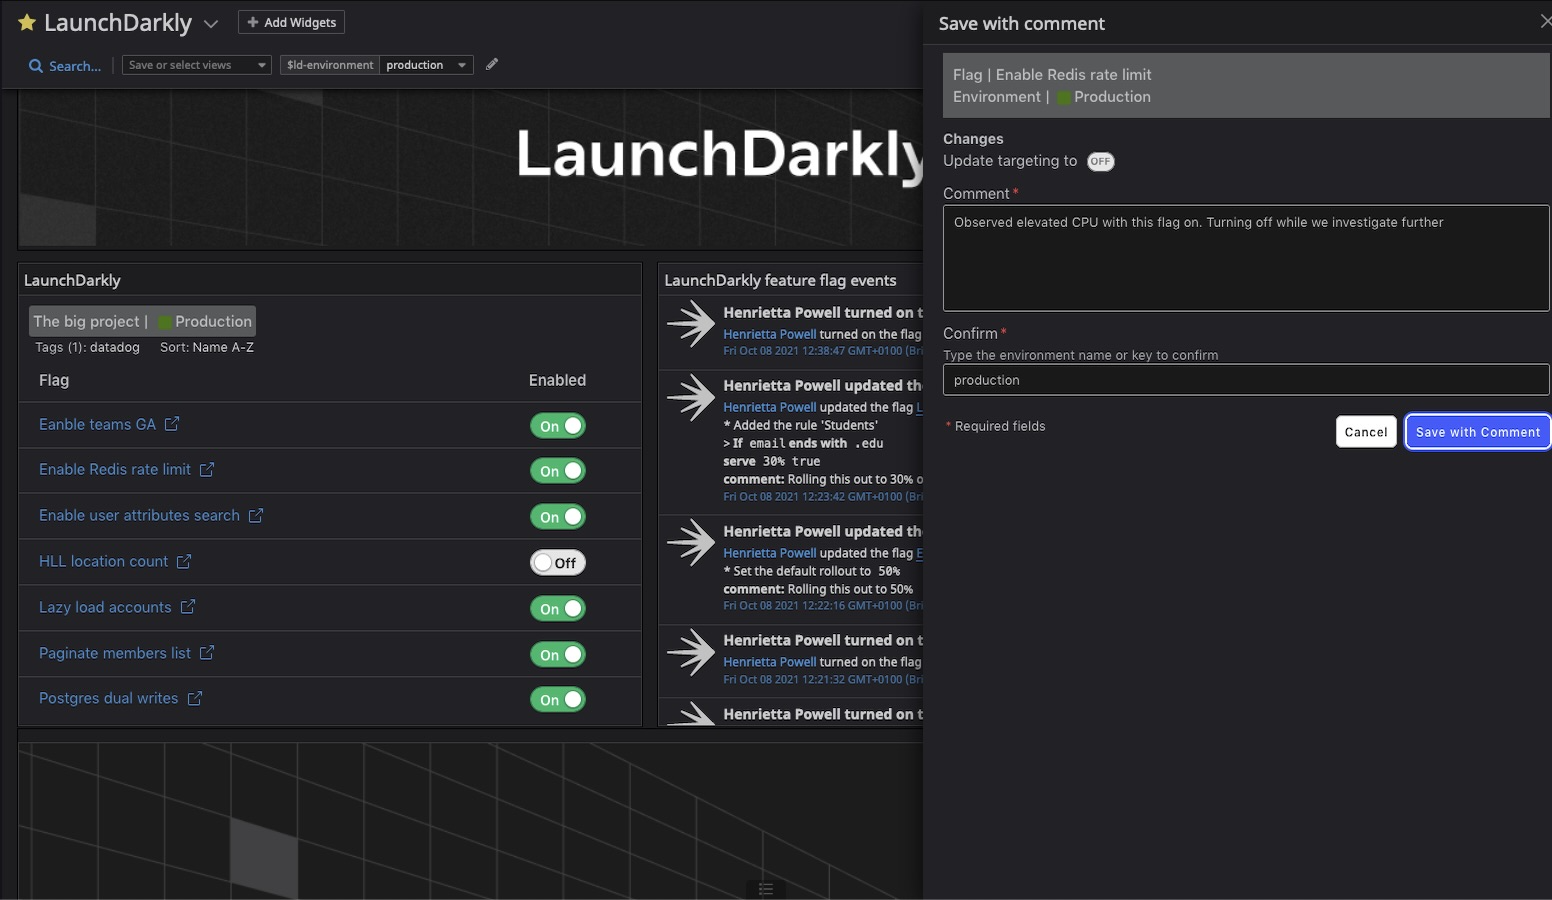 LaunchDarkly
Add Widgets
Search...
Save or select views
$ld-environment
production
LaunchDarkly
LaunchDarkly
The big project | Production
Tags (1): datadog Sort: Name A-Z
Flag Enabled
Eanble teams GA On
Enable Redis rate limit On
Enable user attributes search On
HLL location count Off
Lazy load accounts On
Paginate members list On
Postgres dual writes On
LaunchDarkly feature flag events
Henrietta Powell turned on t
Henrietta Powell turned on the flag
Fri Oct 08 2021 12:38:47 GMT+0100 (Bri
Henrietta Powell updated the
Henrietta Powell updated the flag L
* Added the rule 'Students'
> If email ends with .edu
serve 30% true
comment: Rolling this out to 30% o
Fri Oct 08 2021 12:23:42 GMT+0100 (Bri
Henrietta Powell updated the
Henrietta Powell updated the flag E
* Set the default rollout to 50%
comment: Rolling this out to 50%
Fri Oct 08 2021 12:22:16 GMT+0100 (Bri
Henrietta Powell turned on t
Henrietta Powell turned on the flag
Fri Oct 08 2021 12:21:32 GMT+0100 (Bri
Henrietta Powell turned on t
Save with comment
Flag | Enable Redis rate limit
Environment | Production
Changes
Update targeting to OFF
Comment *
Observed elevated CPU with this flag on. Turning off while we investigate further
Confirm *
Type the environment name or key to confirm
production
* Required fields
Cancel
Save with Comment